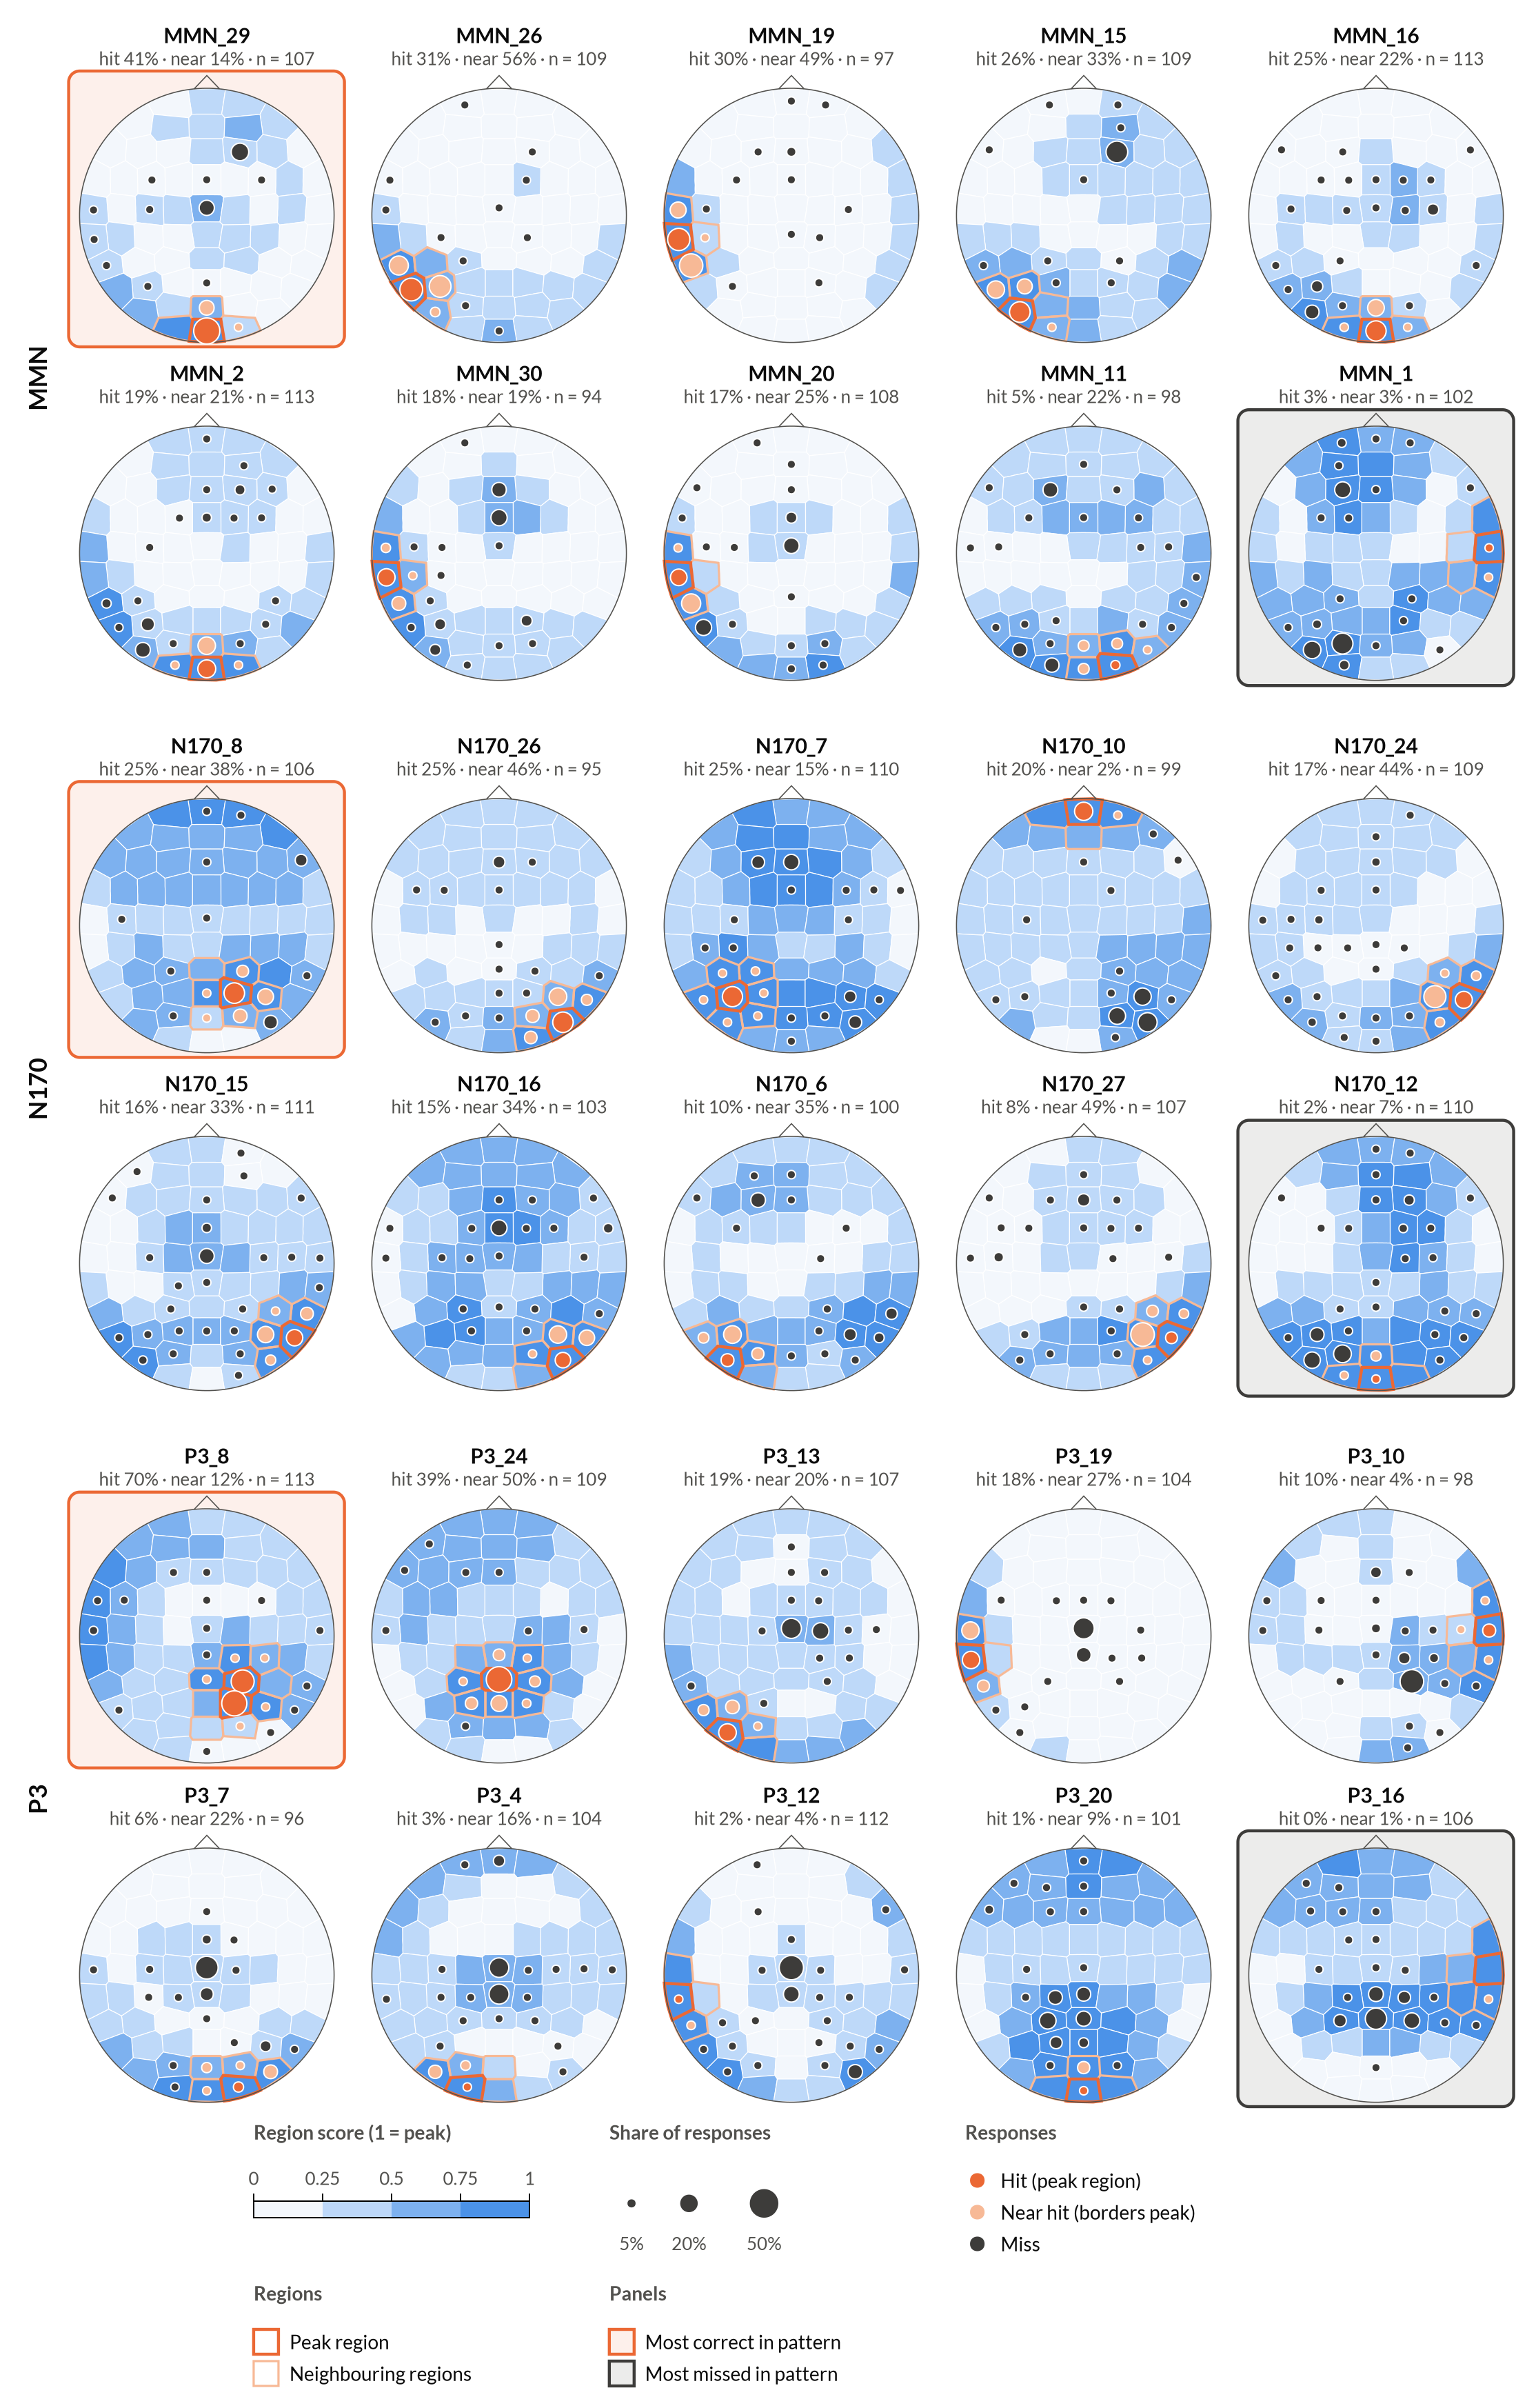 MMN_29 MMN_26 MMN_19 MMN_15 MMN_16
hit 41% · near 14% · n = 107 hit 31% · near 56% · n = 109 hit 30% · near 49% · n = 97 hit 26% · near 33% · n = 109 hit 25% · near 22% · n = 113
MMN
MMN_2 MMN_30 MMN_20 MMN_11 MMN_1
hit 19% · near 21% · n = 113 hit 18% · near 19% · n = 94 hit 17% · near 25% · n = 108 hit 5% · near 22% · n = 98 hit 3% · near 3% · n = 102
N170_8 N170_26 N170_7 N170_10 N170_24
hit 25% · near 38% · n = 106 hit 25% · near 46% · n = 95 hit 25% · near 15% · n = 110 hit 20% · near 2% · n = 99 hit 17% · near 44% · n = 109
N170
N170_15 N170_16 N170_6 N170_27 N170_12
hit 16% · near 33% · n = 111 hit 15% · near 34% · n = 103 hit 10% · near 35% · n = 100 hit 8% · near 49% · n = 107 hit 2% · near 7% · n = 110
P3_8 P3_24 P3_13 P3_19 P3_10
hit 70% · near 12% · n = 113 hit 39% · near 50% · n = 109 hit 19% · near 20% · n = 107 hit 18% · near 27% · n = 104 hit 10% · near 4% · n = 98
P3
P3_7 P3_4 P3_12 P3_20 P3_16
hit 6% · near 22% · n = 96 hit 3% · near 16% · n = 104 hit 2% · near 4% · n = 112 hit 1% · near 9% · n = 101 hit 0% · near 1% · n = 106
Region score (1 = peak)
0 0.25 0.5 0.75 1
Share of responses
5% 20% 50%
Responses
Hit (peak region)
Near hit (borders peak)
Miss
Regions
Peak region
Neighbouring regions
Panels
Most correct in pattern
Most missed in pattern